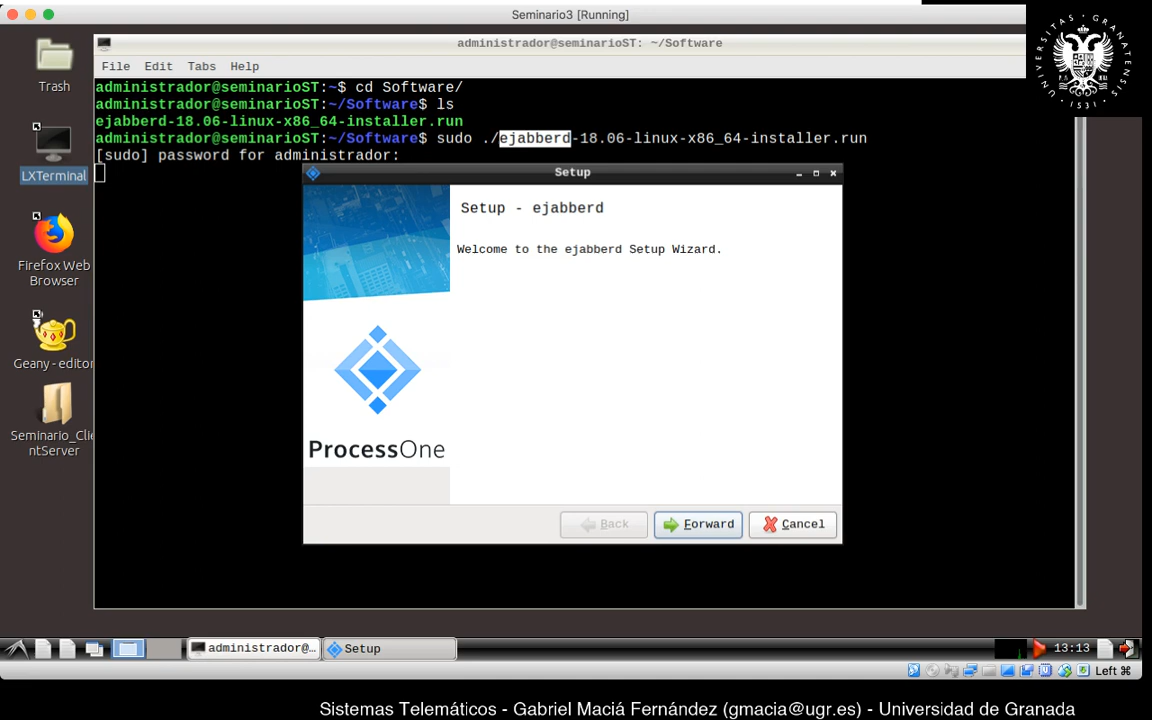 Seminario3 [Running]
administrador@seminarioST: ~/Software
File Edit Tabs Help
administrador@seminarioST:~$ cd Software/
administrador@seminarioST:~/Software$ ls
ejabberd-18.06-linux-x86_64-installer.run
administrador@seminarioST:~/Software$ sudo ./ejabberd-18.06-linux-x86_64-installer.run
[sudo] password for administrador:
Trash
LXTerminal
Firefox Web
Browser
Geany - editor
Seminario_Clie
ntServer
Setup
Setup - ejabberd
Welcome to the ejabberd Setup Wizard.
ProcessOne
Back Forward Cancel
administrador@... Setup 13:13
Left ⌘
UNIVERSITAS GRANATENSIS 1531
Sistemas Telemáticos - Gabriel Maciá Fernández (gmacia@ugr.es) - Universidad de Granada